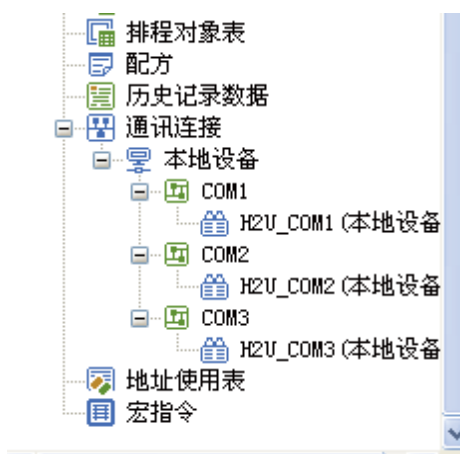 排程对象表
配方
历史记录数据
通讯连接
本地设备
COM1
H2U_COM1(本地设备
COM2
H2U_COM2(本地设备
COM3
H2U_COM3(本地设备
地址使用表
宏指令